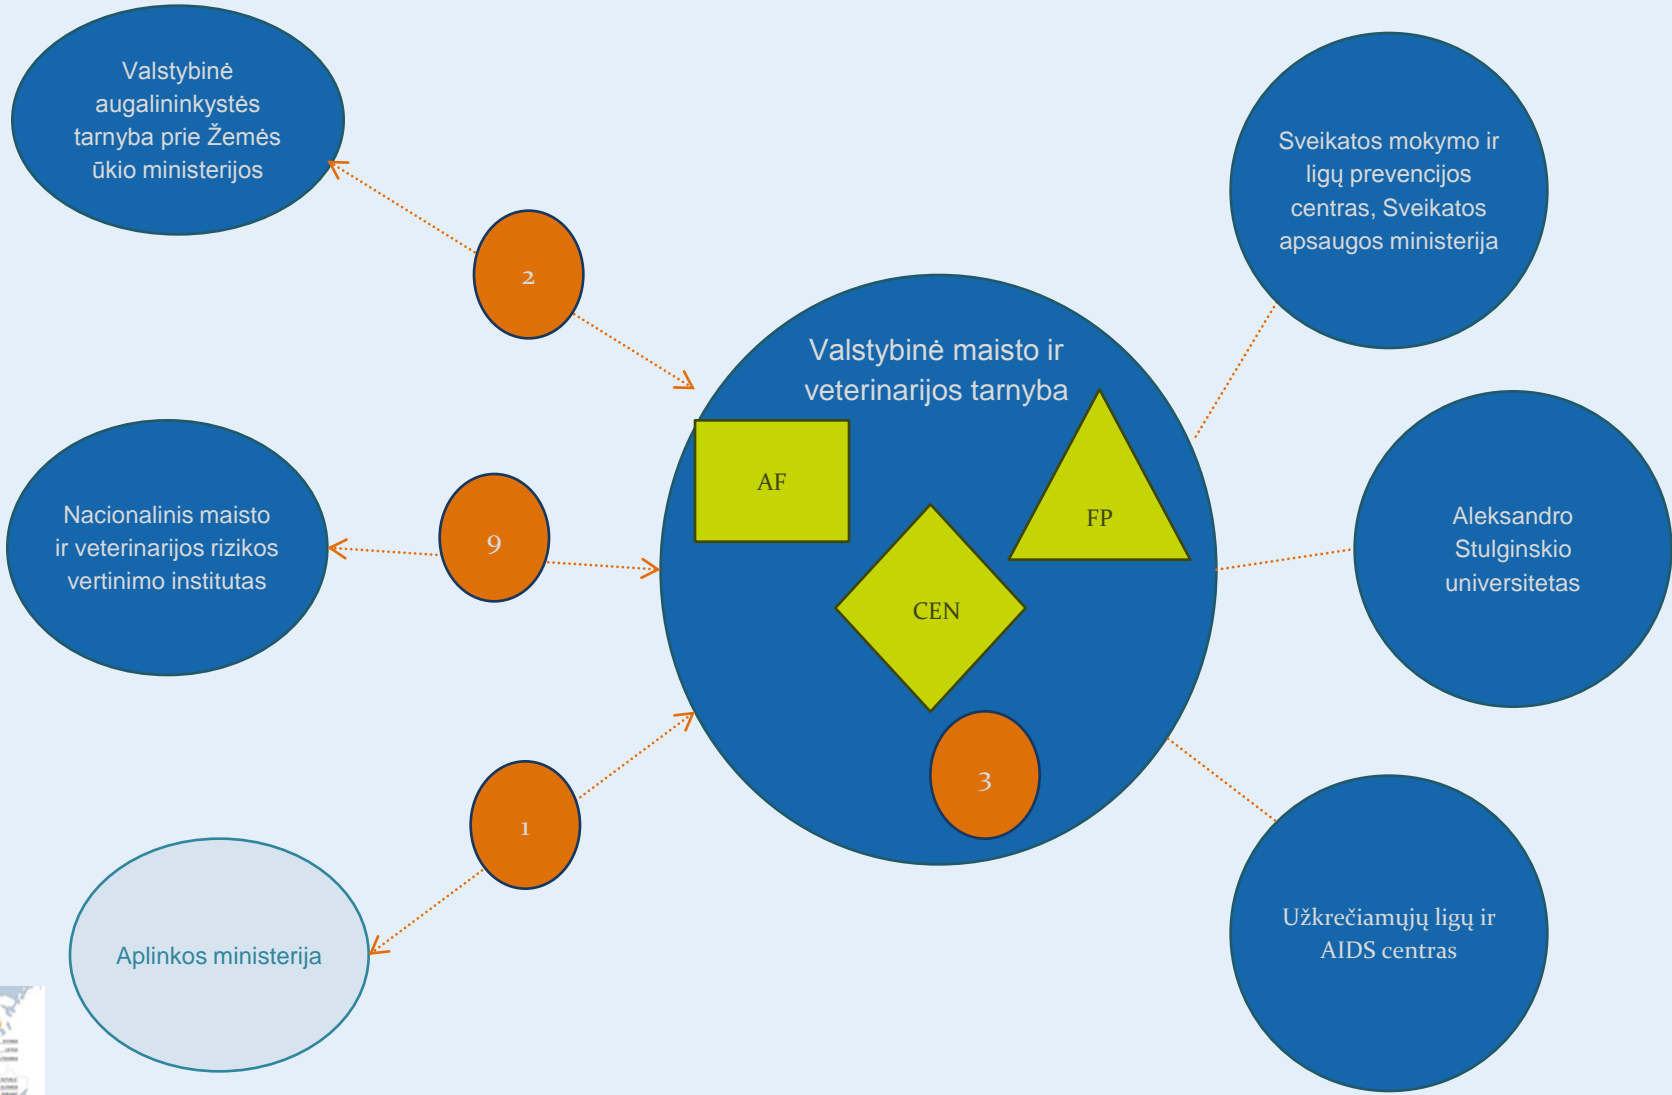 Valstybinė
augalininkystės
tarnyba prie Žemės
ūkio ministerijos
2
Sveikatos mokymo ir
ligų prevencijos
centras, Sveikatos
apsaugos ministerija
Valstybinė maisto ir
veterinarijos tarnyba
AF
FP
CEN
3
Nacionalinis maisto
ir veterinarijos rizikos
vertinimo institutas
9
Aleksandro
Stulginskio
universitetas
1
Aplinkos ministerija
Užkrečiamųjų ligų ir
AIDS centras